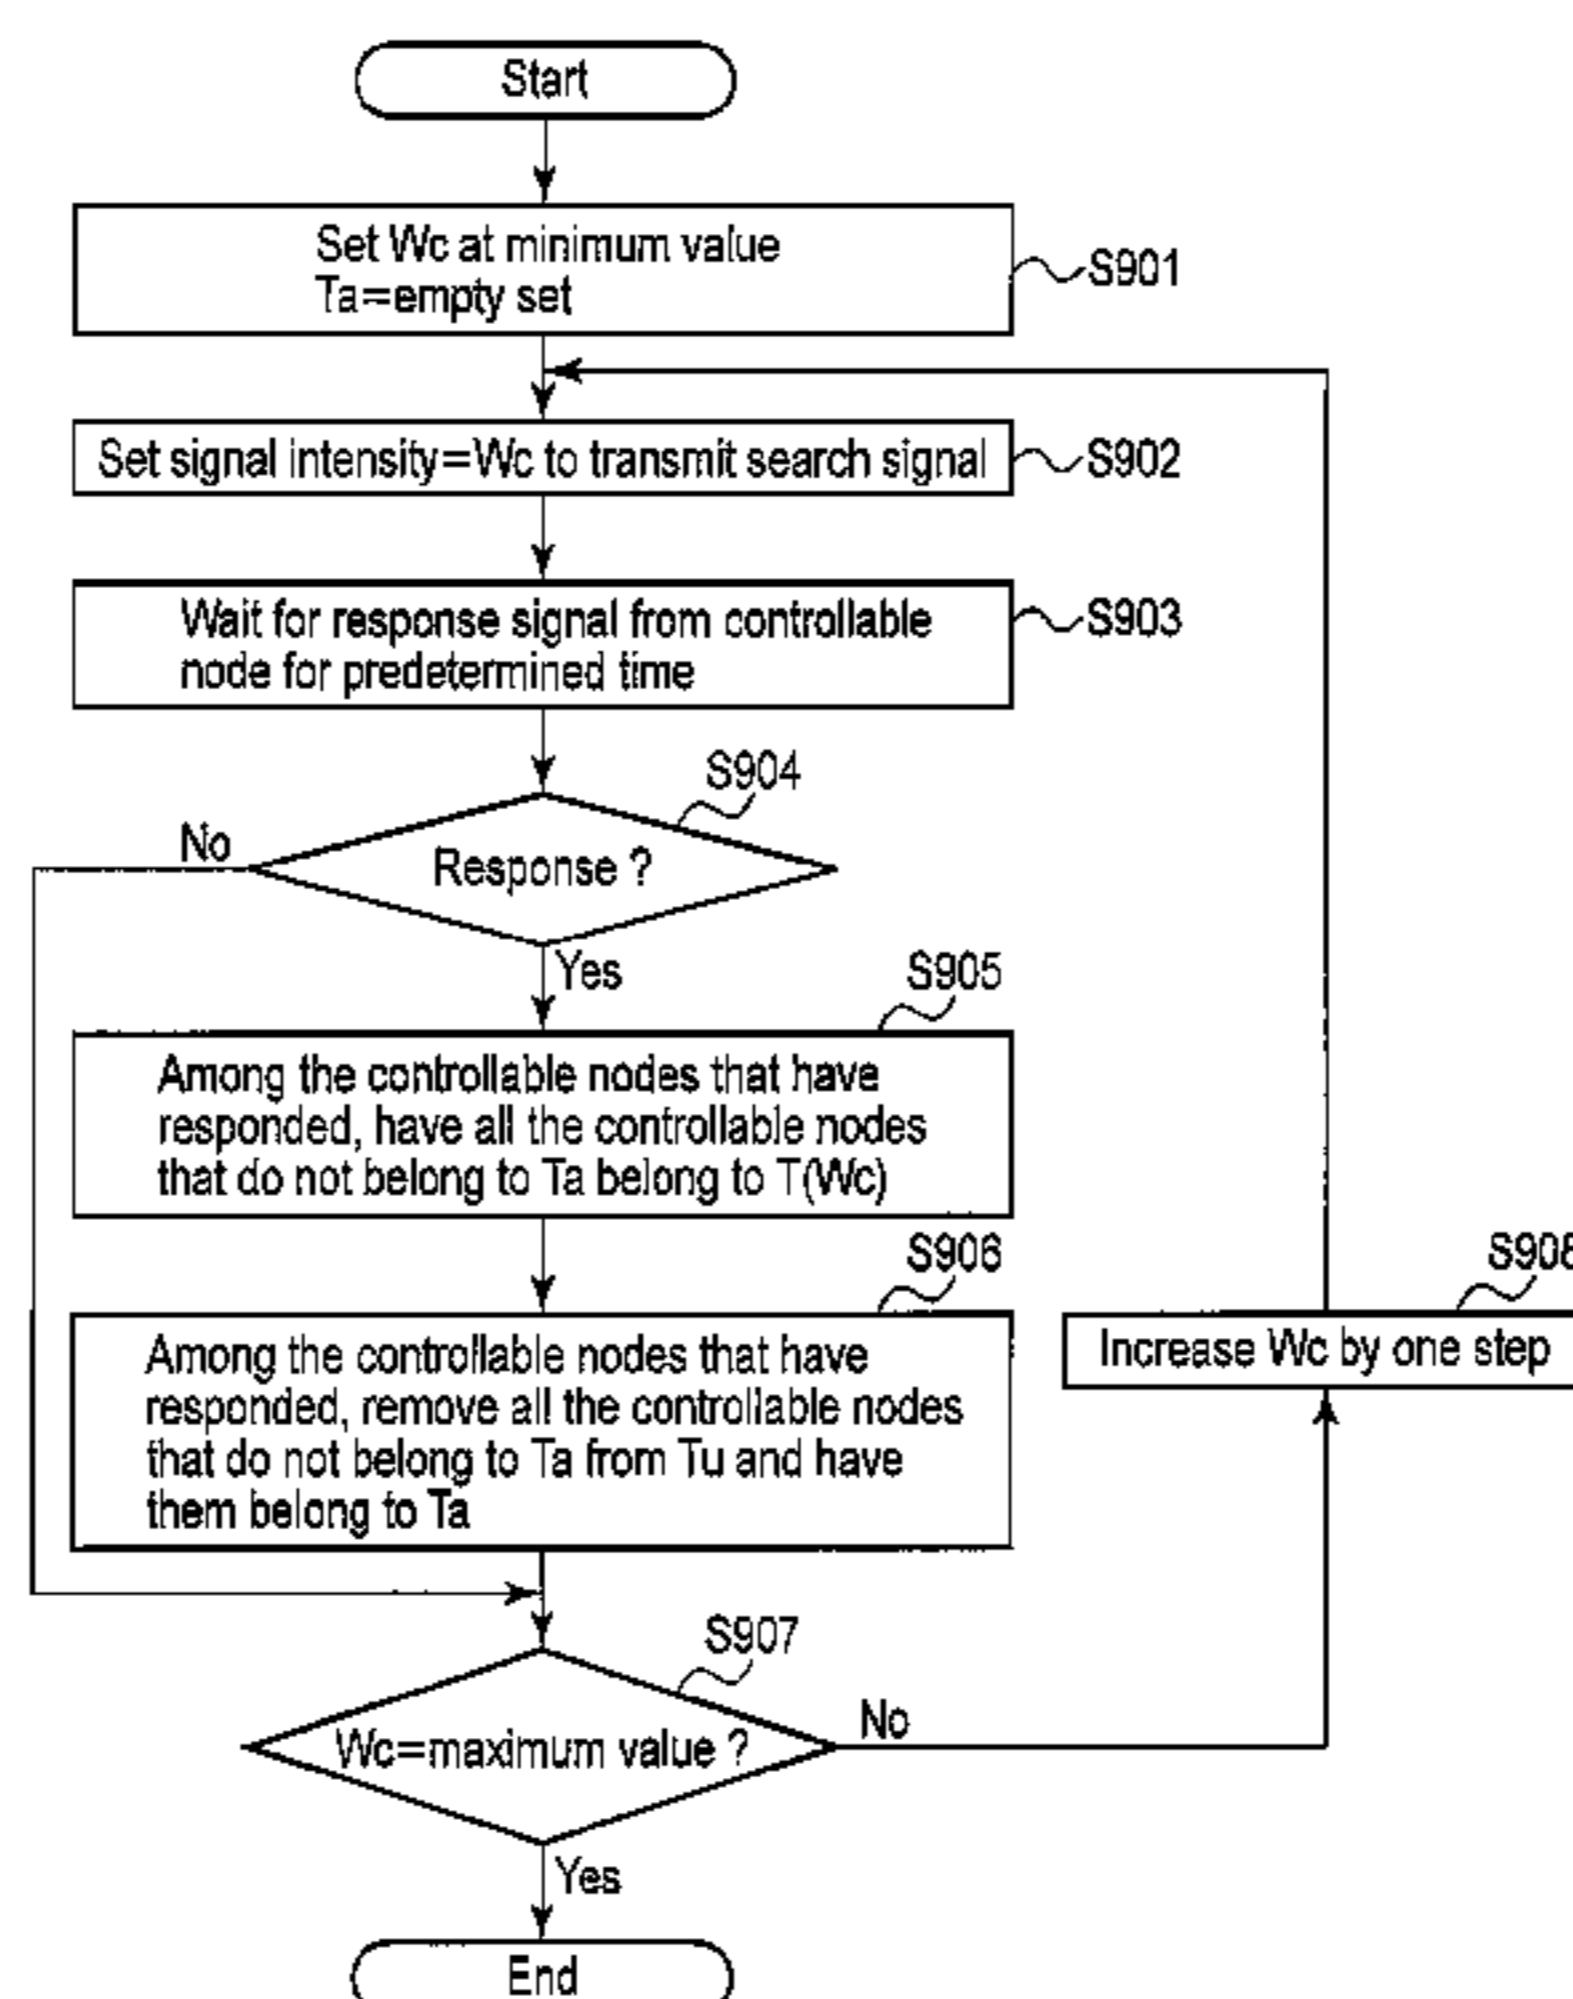 Start
Set Wc at minimum value
Ta=empty set
S901
Set signal intensity=Wc to transmit search signal
S902
Wait for response signal from controllable
node for predetermined time
S903
S904
No
Response ?
Yes
S905
Among the controllable nodes that have
responded, have all the controllable nodes
that do not belong to Ta belong to T(Wc)
S906
Among the controllable nodes that have
responded, remove all the controllable nodes
that do not belong to Ta from Tu and have
them belong to Ta
S908
Increase Wc by one step
S907
Wc=maximum value ?
No
Yes
End